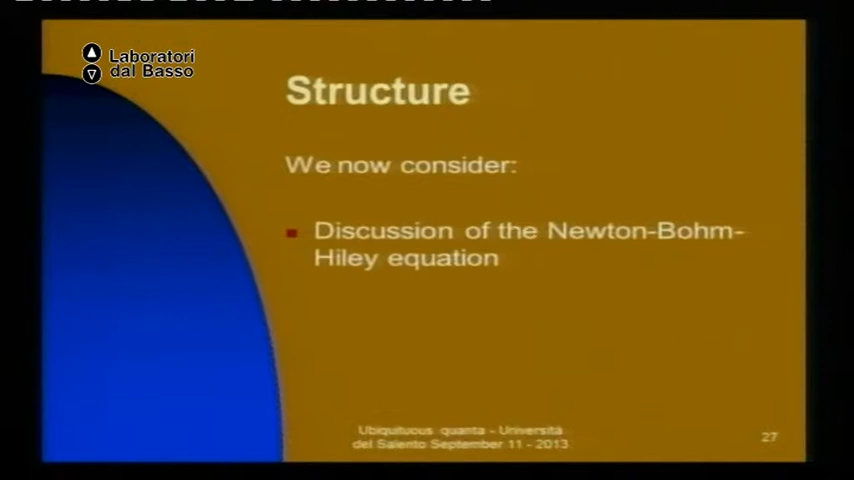 Laboratori
dal Basso
Structure
We now consider:
Discussion of the Newton-Bohm-
Hiley equation
Ubiquituous quanta - Università
del Salento September 11 - 2013
27